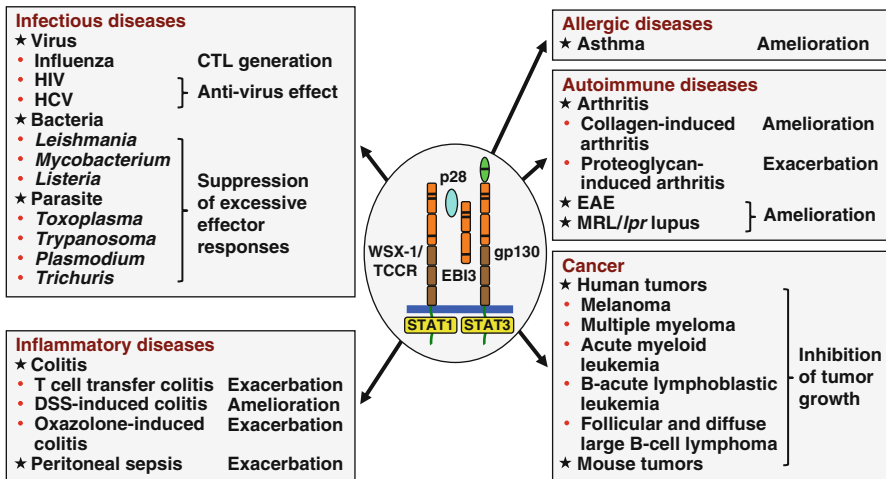 Infectious diseases
★ Virus
• Influenza CTL generation
• HIV
• HCV
Anti-virus effect
★ Bacteria
• Leishmania
• Mycobacterium
• Listeria
★ Parasite
• Toxoplasma
• Trypanosoma
• Plasmodium
• Trichuris
Suppression
of excessive
effector
responses
Inflammatory diseases
★ Colitis
• T cell transfer colitis Exacerbation
• DSS-induced colitis Amelioration
• Oxazolone-induced Exacerbation
colitis
★ Peritoneal sepsis Exacerbation
p28
WSX-1/
TCCR
EBI3
gp130
STAT1
STAT3
Allergic diseases
★ Asthma Amelioration
Autoimmune diseases
★ Arthritis
• Collagen-induced Amelioration
arthritis
• Proteoglycan- Exacerbation
induced arthritis
★ EAE
★ MRL/lpr lupus
Amelioration
Cancer
★ Human tumors
• Melanoma
• Multiple myeloma
• Acute myeloid
leukemia
• B-acute lymphoblastic
leukemia
• Follicular and diffuse
large B-cell lymphoma
★ Mouse tumors
Inhibition
of tumor
growth